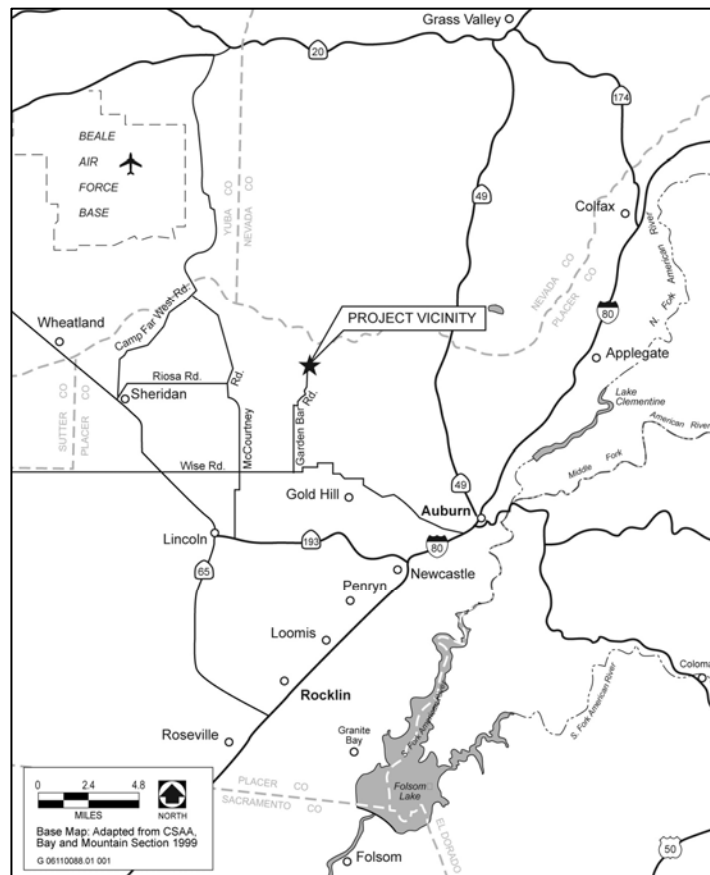 Grass Valley
20
174
BEALE
AIR
FORCE
BASE
YUBA CO
NEVADA CO
49
Colfax
N. Fork American River
NEVADA CO
PLACER CO
80
Camp Far West Rd.
Wheatland
PROJECT VICINITY
Applegate
Riosa Rd.
Rd.
Sheridan
Lake
Clementine
SUTTER CO
PLACER CO
McCourtney
Garden Bar
Rd.
American River
Middle Fork
Wise Rd.
Gold Hill
49
Auburn
Lincoln
193
80
65
Newcastle
Penryn
Loomis
Coloma
S. Fork American River
Rocklin
Roseville
Granite
Bay
Folsom
Lake
0 2.4 4.8
MILES
NORTH
PLACER CO
SACRAMENTO CO
EL DORADO
Base Map: Adapted from CSAA,
Bay and Mountain Section 1999
G 06110088.01 001
Folsom
50